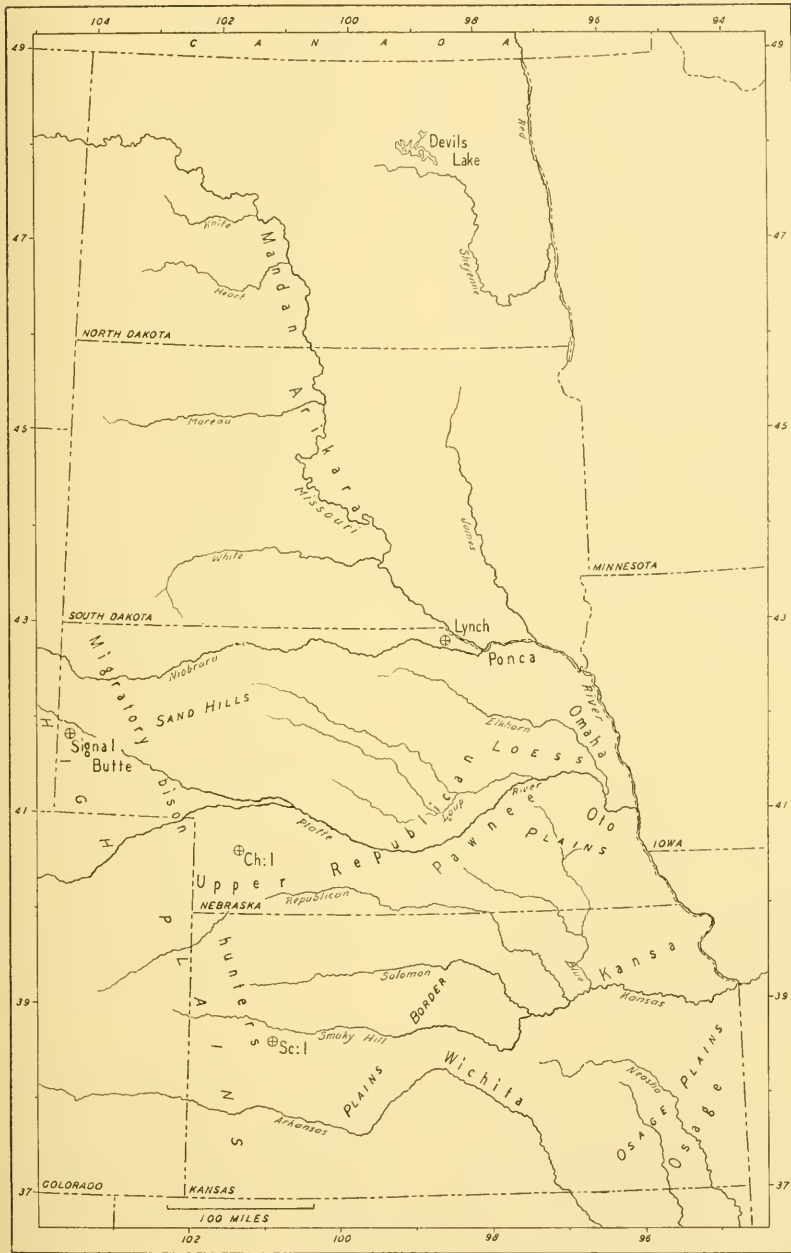 104 102 100 98 96 94
CANADA
49 49
Red
Devils
Lake
Sheyenne
47 47
Knife
Mandan
Heart
NORTH DAKOTA
Arikara
45 45
Moreau
Missouri
James
White
MINNESOTA
43 43
SOUTH DAKOTA
Lynch
Ponca
Niobrara
Migratory bison hunters
SAND HILLS
Elkhorn
River
Omaha
Signal
Butte
LOESS PLAINS
HIGH PLAINS
Loup River
41 41
Platte
Oto
Pawnee
IOWA
Ch:1
Upper Republican
Republican
NEBRASKA
Blue
Kansa
Solomon
39 39
Kansas
PLAINS BORDER
Smoky Hill
Sc:1
Wichita
Neosho
OSAGE PLAINS
Osage
Arkansas
37 37
COLORADO
KANSAS
100 MILES
102 100 98 96